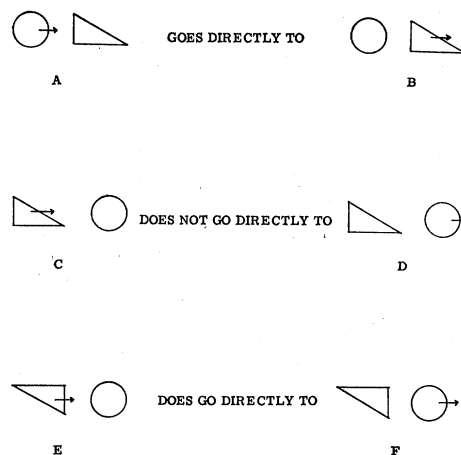 GOES DIRECTLY TO
A
B
DOES NOT GO DIRECTLY TO
C
D
DOES GO DIRECTLY TO
E
F